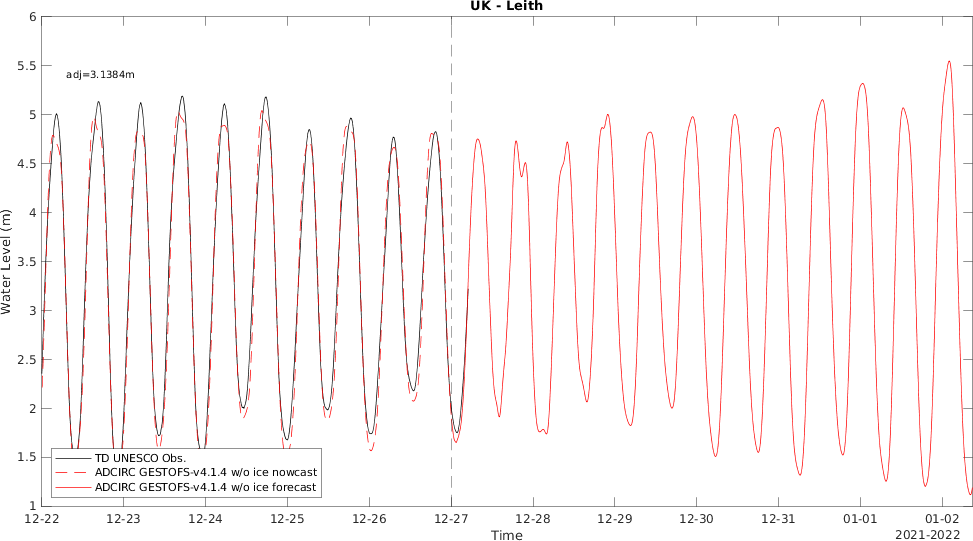 UK - Leith
adj=3.1384m
Water Level (m)
6
5.5
5
4.5
4
3.5
3
2.5
2
1.5
1
TD UNESCO Obs.
ADCIRC GESTOFS-v4.1.4 w/o ice nowcast
ADCIRC GESTOFS-v4.1.4 w/o ice forecast
12-22 12-23 12-24 12-25 12-26 12-27 12-28 12-29 12-30 12-31 01-01 01-02
Time
2021-2022